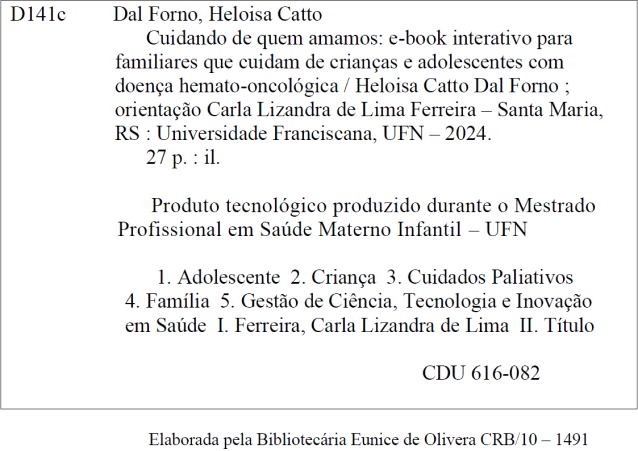 D141c Dal Forno, Heloisa Catto
Cuidando de quem amamos: e-book interativo para
familiares que cuidam de crianças e adolescentes com
doença hemato-oncológica / Heloisa Catto Dal Forno ;
orientação Carla Lizandra de Lima Ferreira – Santa Maria,
RS : Universidade Franciscana, UFN – 2024.
27 p. : il.
Produto tecnológico produzido durante o Mestrado
Profissional em Saúde Materno Infantil – UFN
1. Adolescente 2. Criança 3. Cuidados Paliativos
4. Família 5. Gestão de Ciência, Tecnologia e Inovação
em Saúde I. Ferreira, Carla Lizandra de Lima II. Título
CDU 616-082
Elaborada pela Bibliotecária Eunice de Olivera CRB/10 – 1491